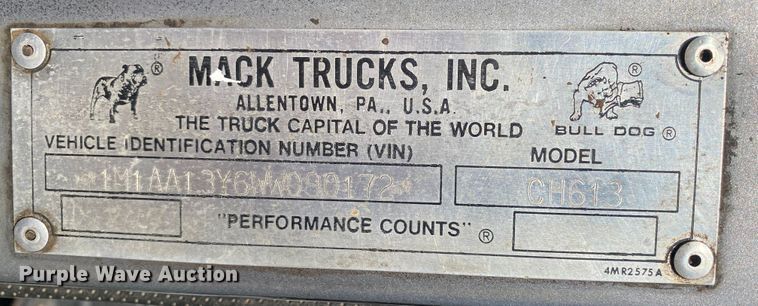 MACK TRUCKS, INC.
ALLENTOWN, PA., U.S.A.
THE TRUCK CAPITAL OF THE WORLD
BULL DOG ®
VEHICLE IDENTIFICATION NUMBER (VIN)
MODEL
*1M1AA13Y6WW090172*
CH613
"PERFORMANCE COUNTS" ®
4MR2575A
Purple Wave Auction